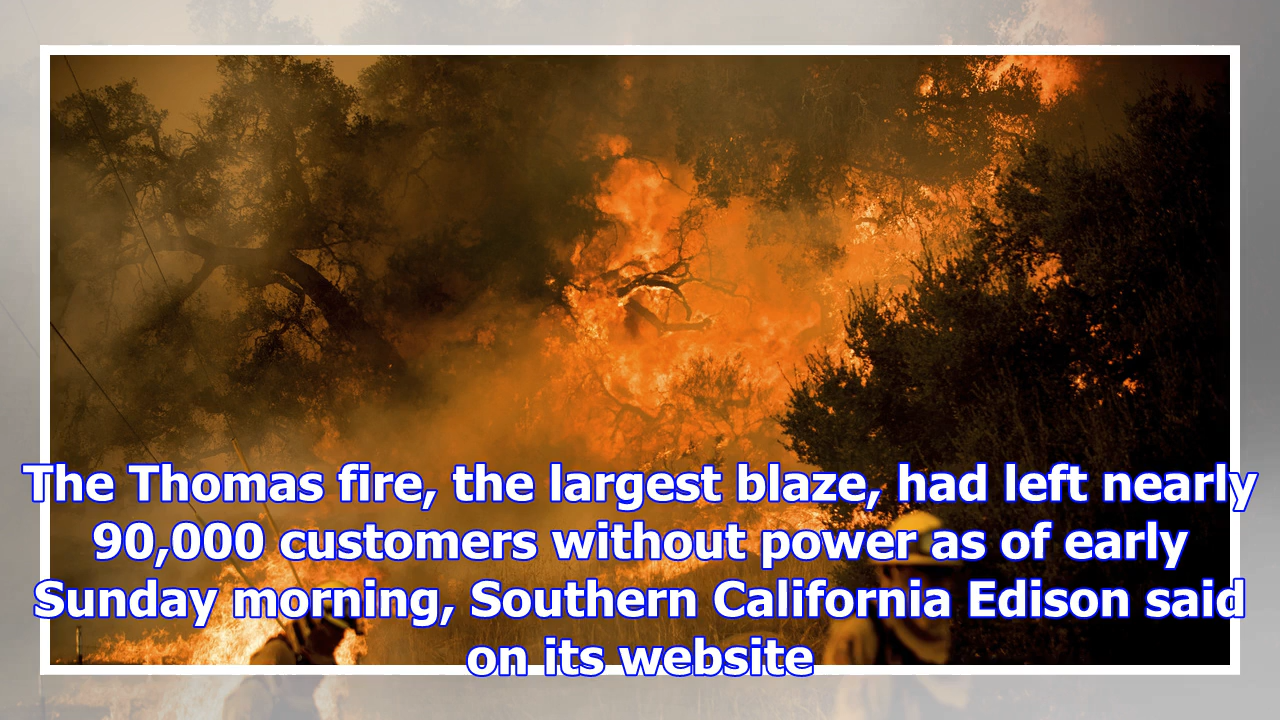 The Thomas fire, the largest blaze, had left nearly
90,000 customers without power as of early
Sunday morning, Southern California Edison said
on its website